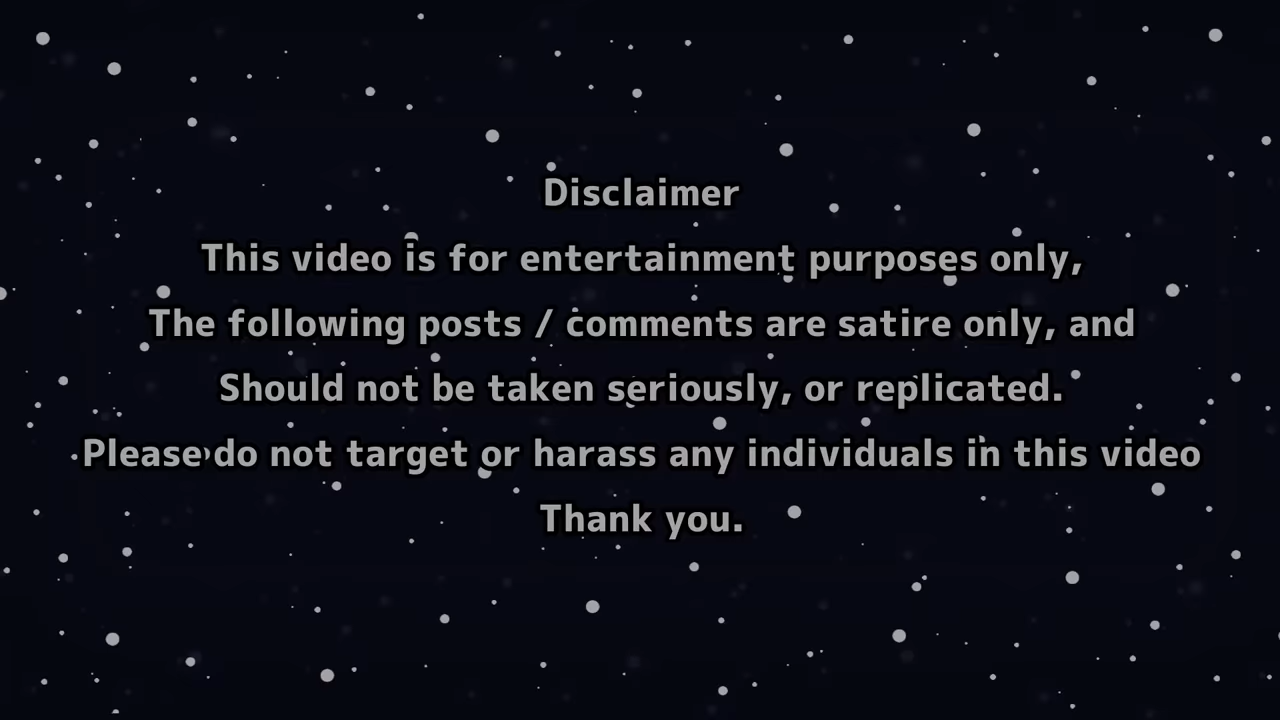 Disclaimer
This video is for entertainment purposes only,
The following posts / comments are satire only, and
Should not be taken seriously, or replicated.
Please do not target or harass any individuals in this video
Thank you.